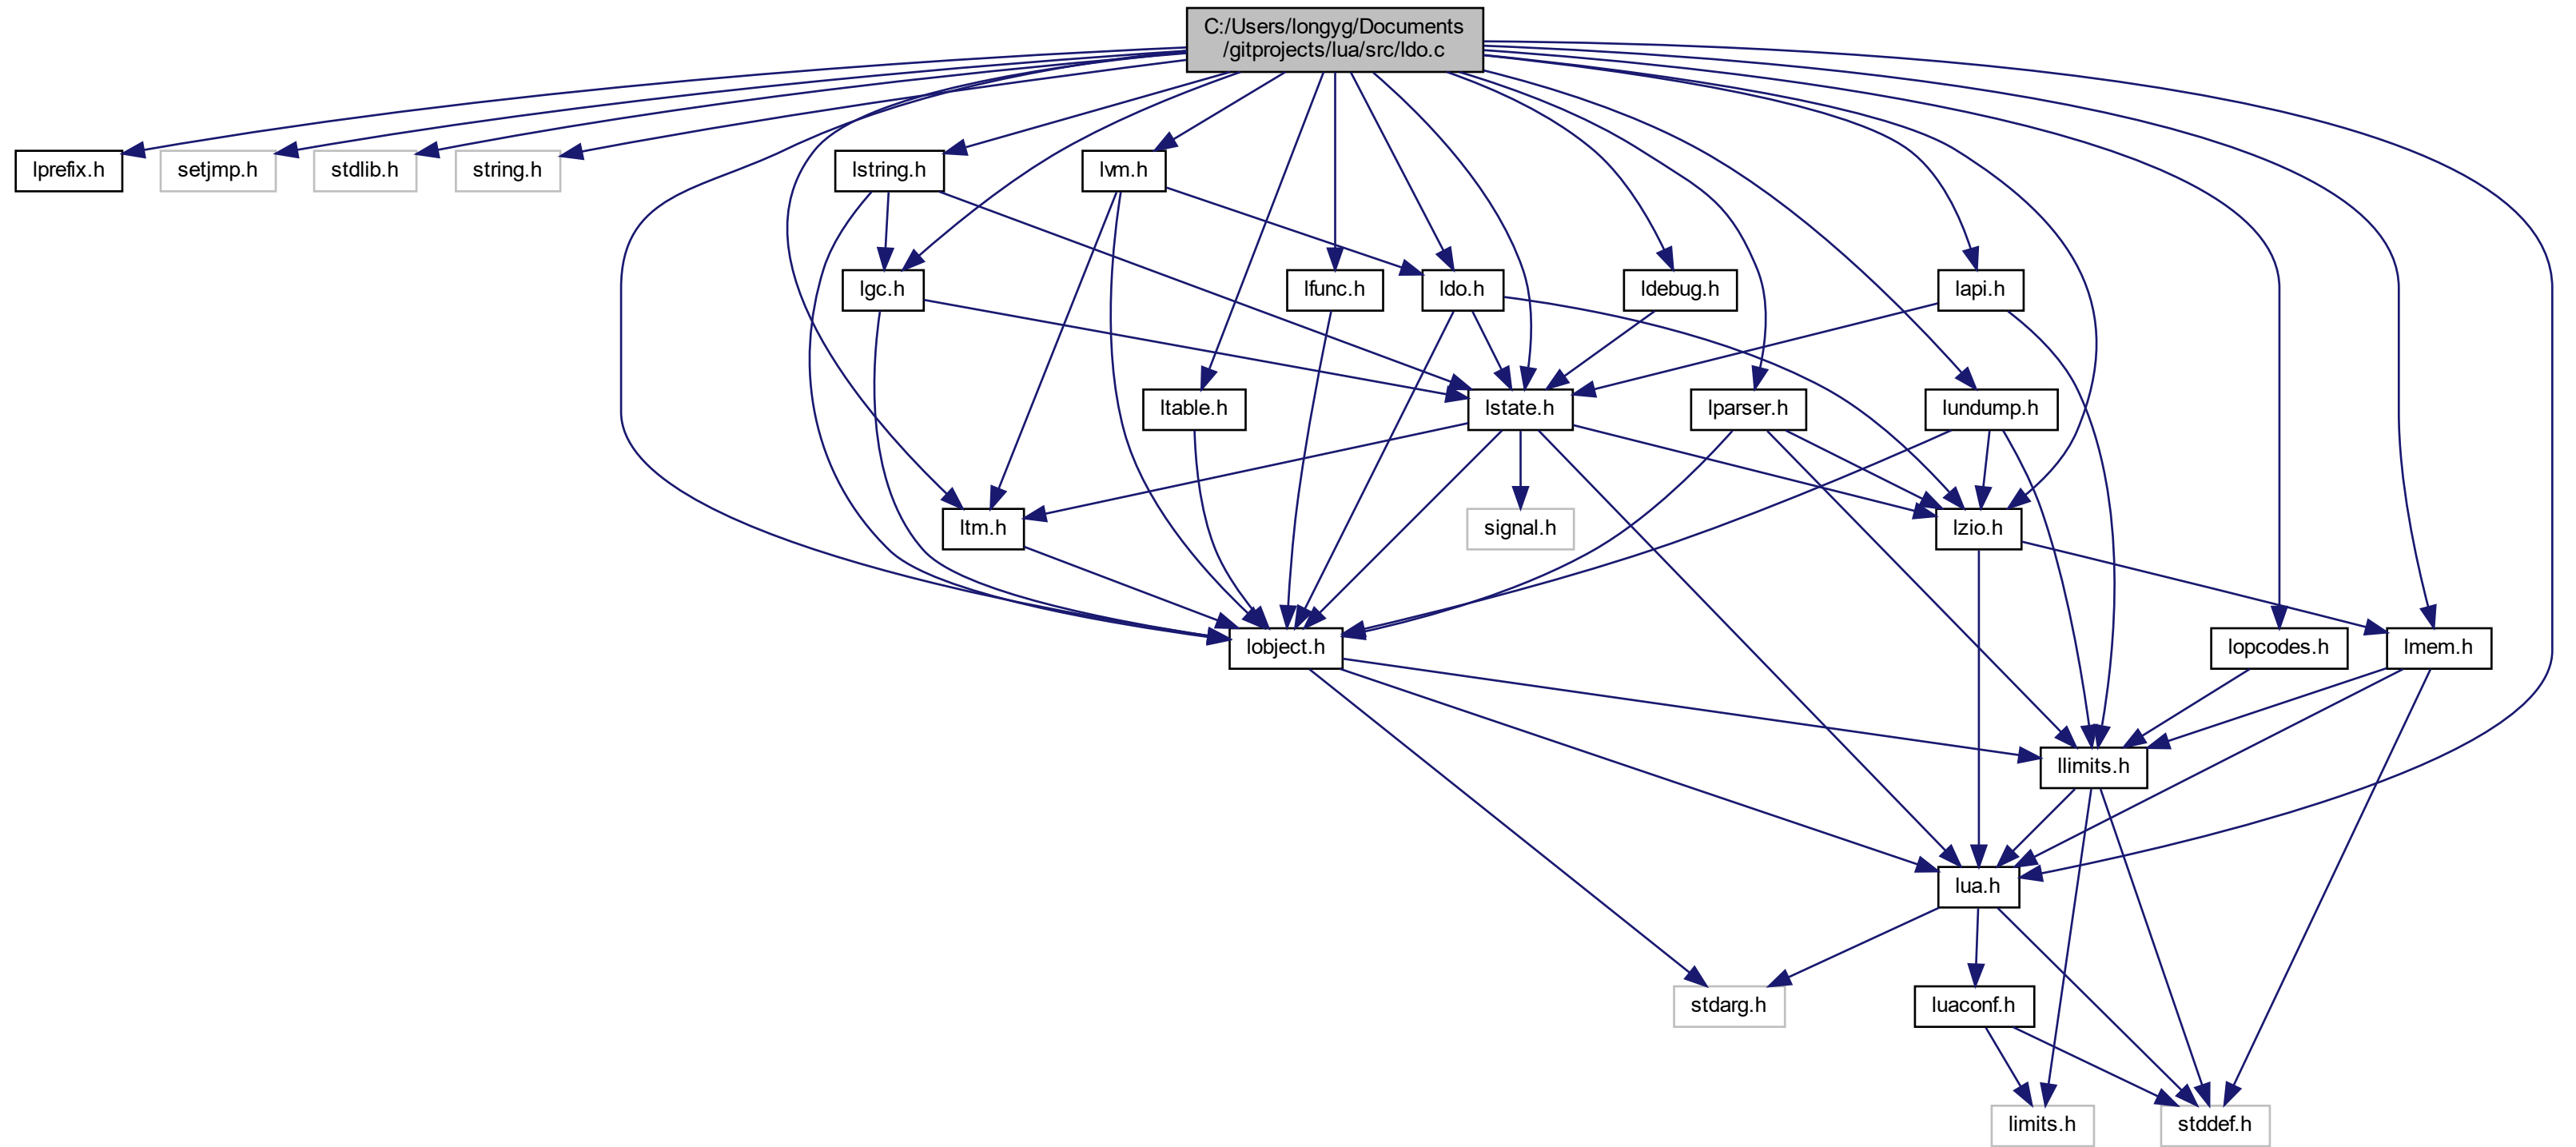 C:/Users/longyg/Documents
/gitprojects/lua/src/ldo.c
lprefix.h
setjmp.h
stdlib.h
string.h
lstring.h
lvm.h
lgc.h
lfunc.h
ldo.h
ldebug.h
lapi.h
ltable.h
lstate.h
lparser.h
lundump.h
ltm.h
signal.h
lzio.h
lobject.h
lopcodes.h
lmem.h
llimits.h
lua.h
stdarg.h
luaconf.h
limits.h
stddef.h